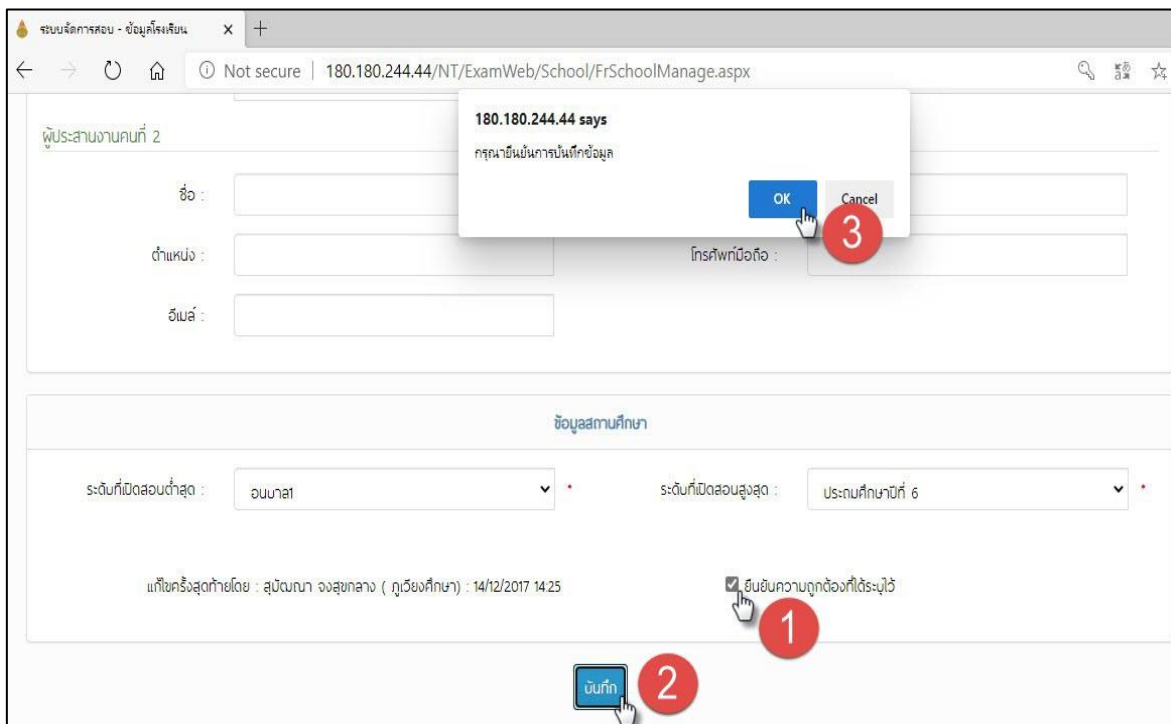 ระบบจัดการสอบ - ข้อมูลโรงเรียน
Not secure | 180.180.244.44/NT/ExamWeb/School/FrSchoolManage.aspx
180.180.244.44 says
กรุณายืนยันการบันทึกข้อมูล
OK Cancel
3
ผู้ประสานงานคนที่ 2
ชื่อ :
ตำแหน่ง : โทรศัพท์มือถือ :
อีเมล์ :
ข้อมูลสถานศึกษา
ระดับที่เปิดสอนต่ำสุด : อนุบาล1 * ระดับที่เปิดสอนสูงสุด : ประถมศึกษาปีที่ 6 *
แก้ไขครั้งสุดท้ายโดย : สุมัฒณา จงสุขกลาง ( ภูเวียงศึกษา) : 14/12/2017 14:25 ยืนยันความถูกต้องที่ได้ระบุไว้
1
บันทึก 2